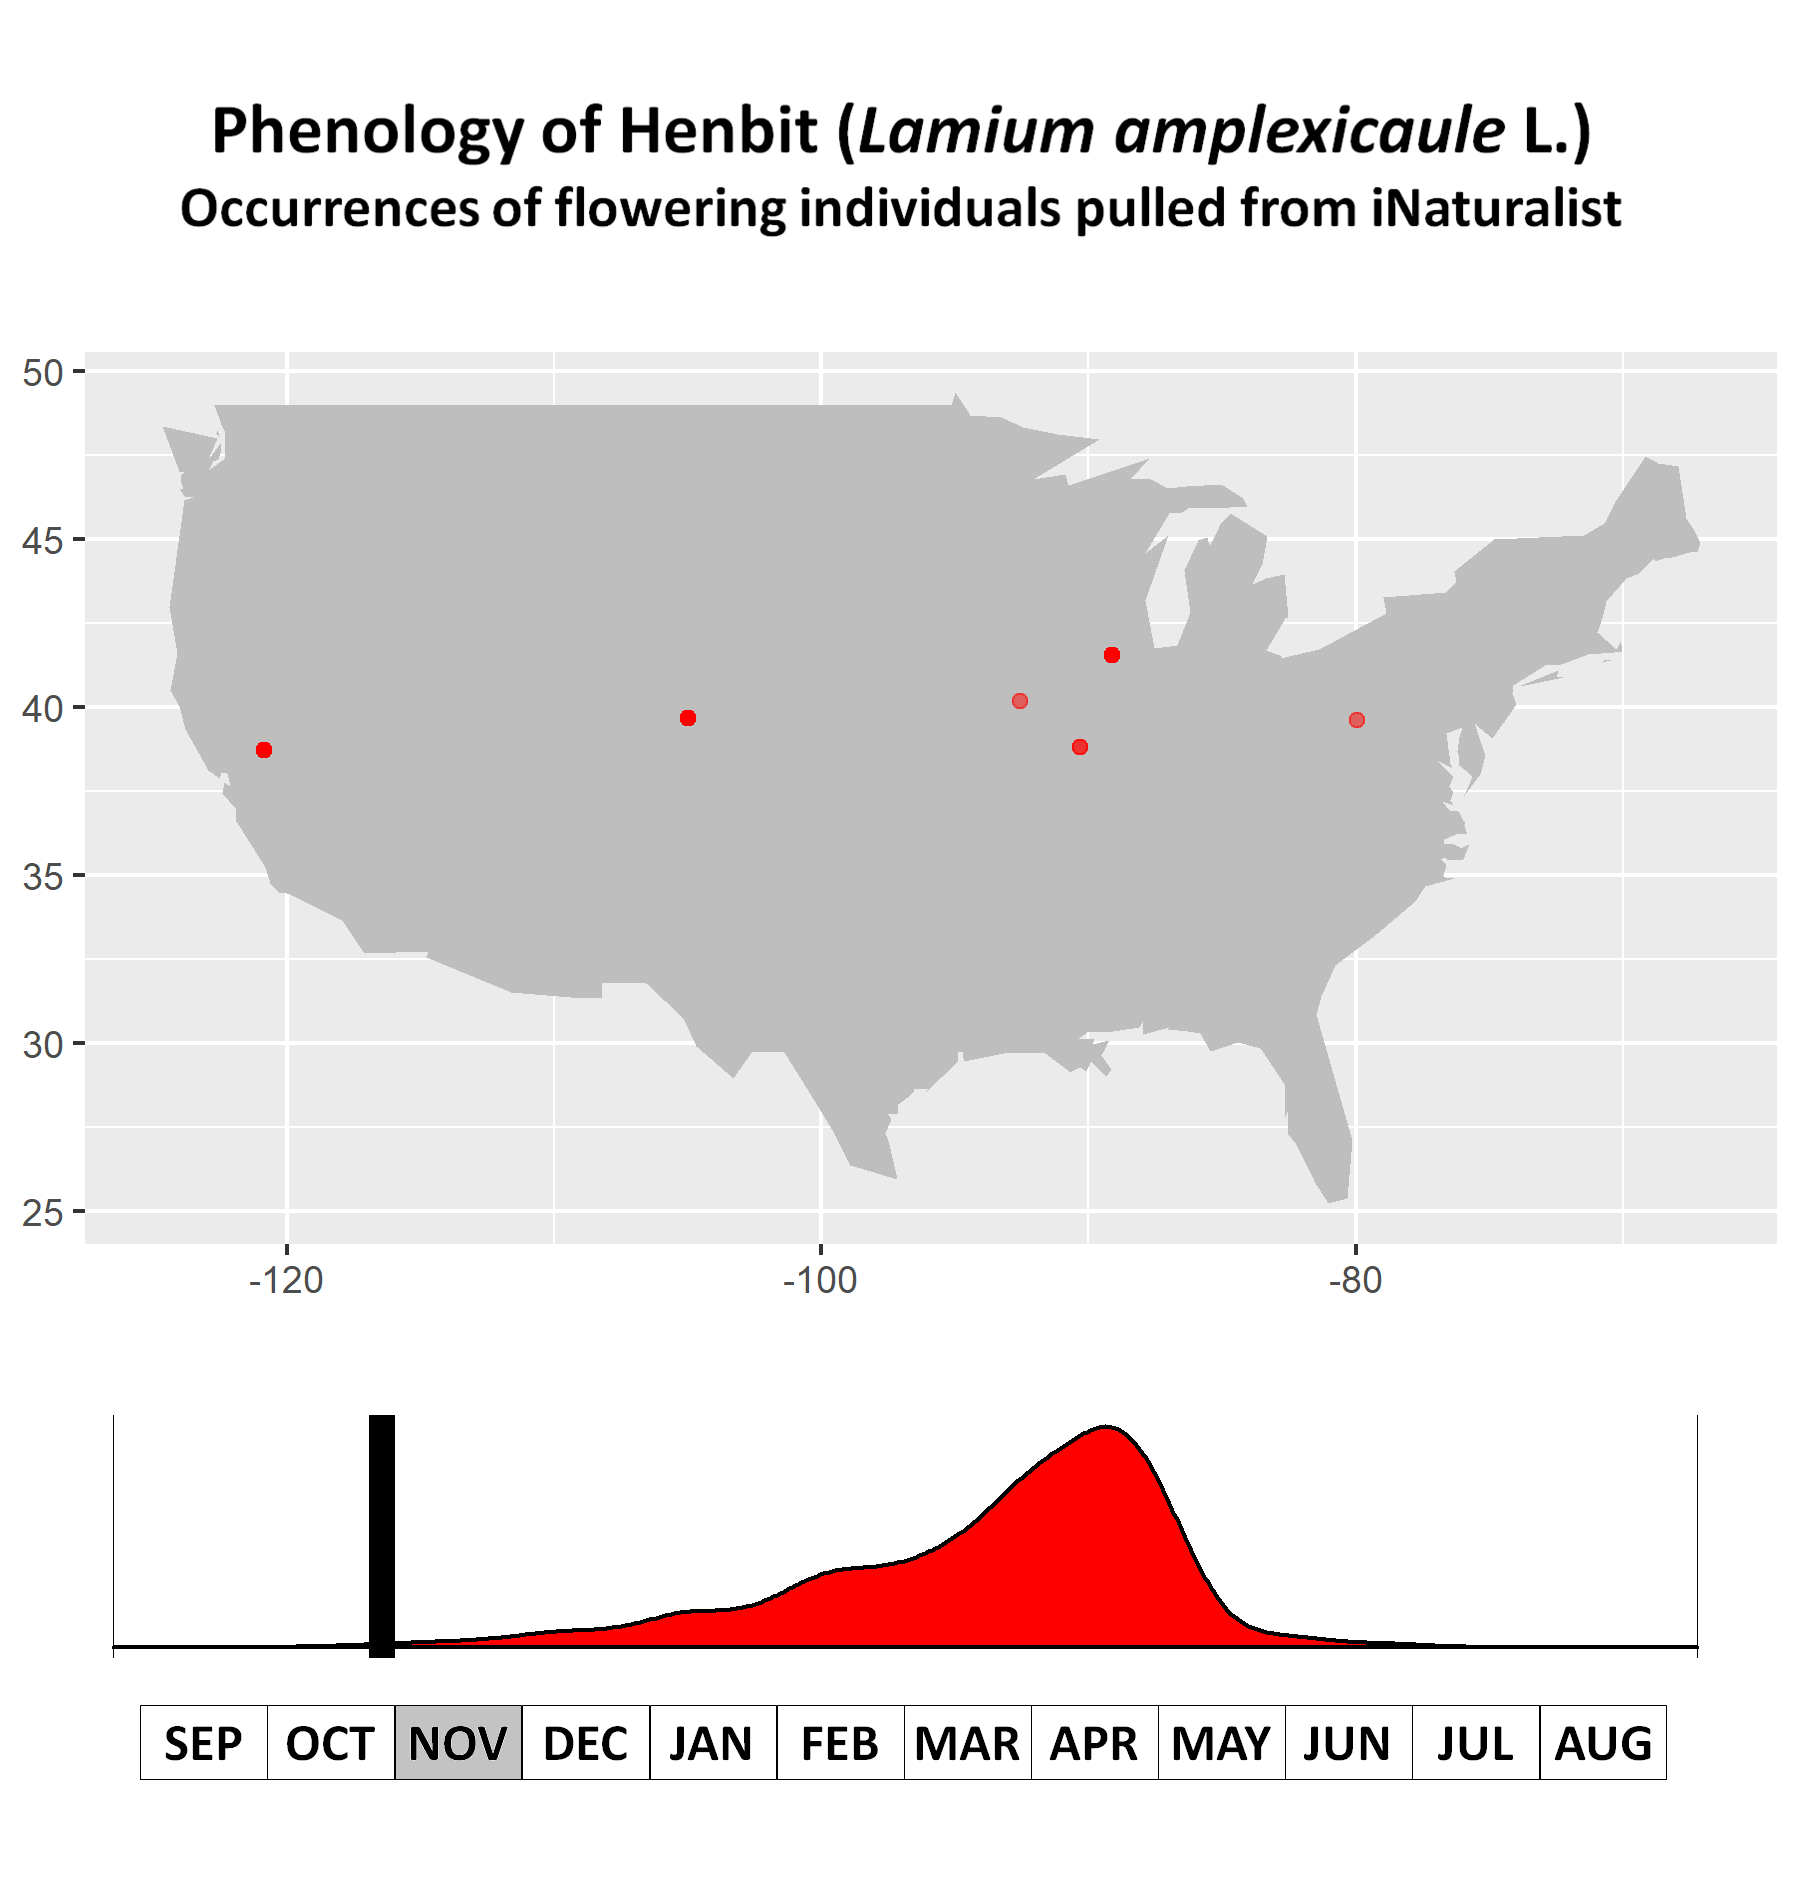 Phenology of Henbit (Lamium amplexicaule L.)
Occurrences of flowering individuals pulled from iNaturalist
50
45
40
35
30
25
-120 -100 -80
SEP OCT NOV DEC JAN FEB MAR APR MAY JUN JUL AUG